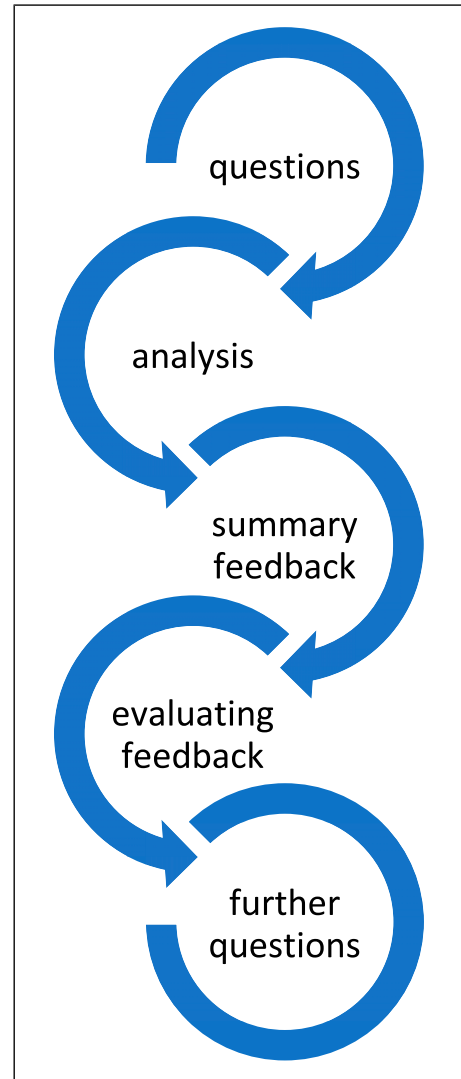 questions
analysis
summary
feedback
evaluating
feedback
further
questions